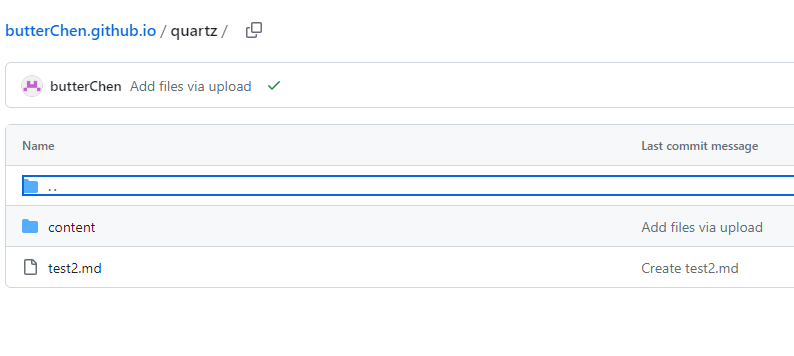 butterChen.github.io / quartz /
butterChen Add files via upload
Name Last commit message
..
content Add files via upload
test2.md Create test2.md